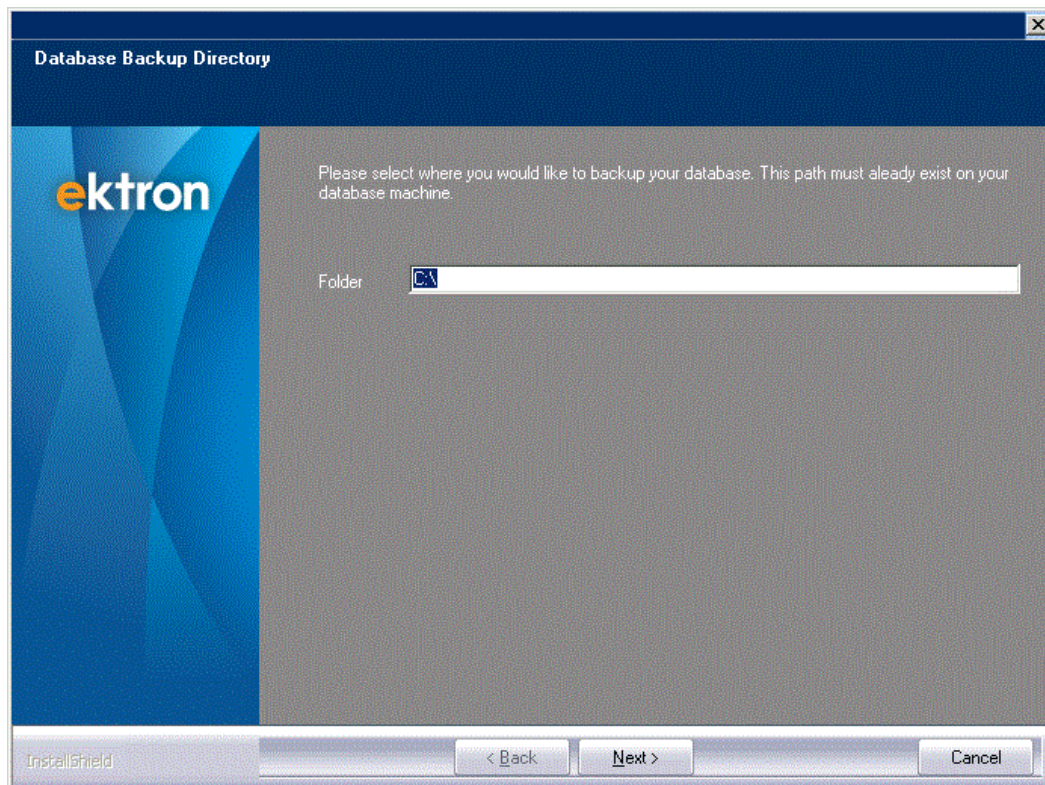 Database Backup Directory
ektron
Please select where you would like to backup your database. This path must aleady exist on your
database machine.
Folder
C:\
InstallShield
< Back
Next >
Cancel